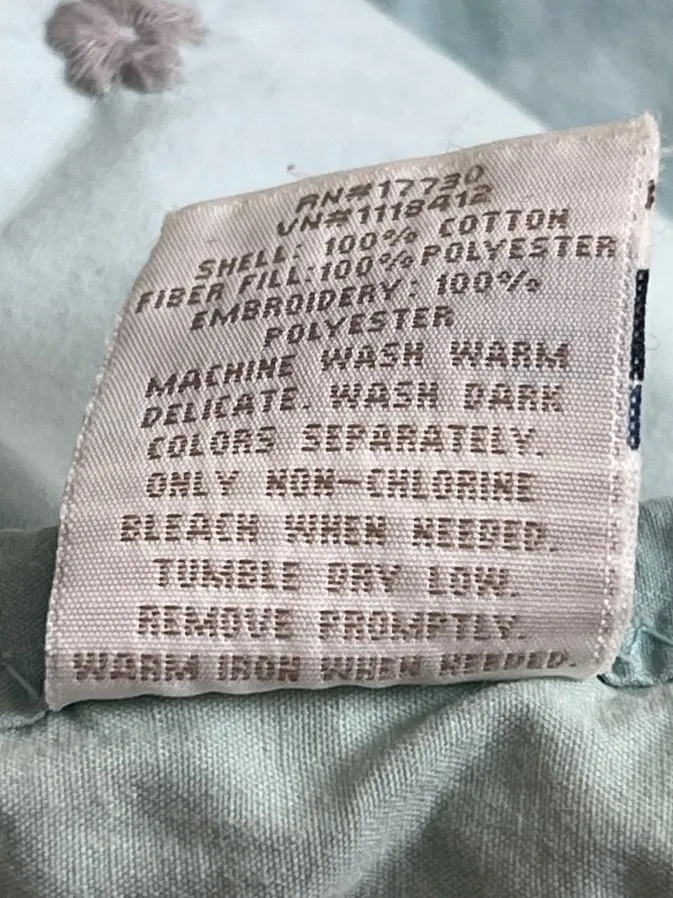 RN#17730
VN#1118412
SHELL: 100% COTTON
FIBER FILL:100% POLYESTER
EMBROIDERY: 100%
POLYESTER
MACHINE WASH WARM
DELICATE. WASH DARK
COLORS SEPARATELY.
ONLY NON-CHLORINE
BLEACH WHEN NEEDED.
TUMBLE DRY LOW.
REMOVE PROMPTLY.
WARM IRON WHEN NEEDED.